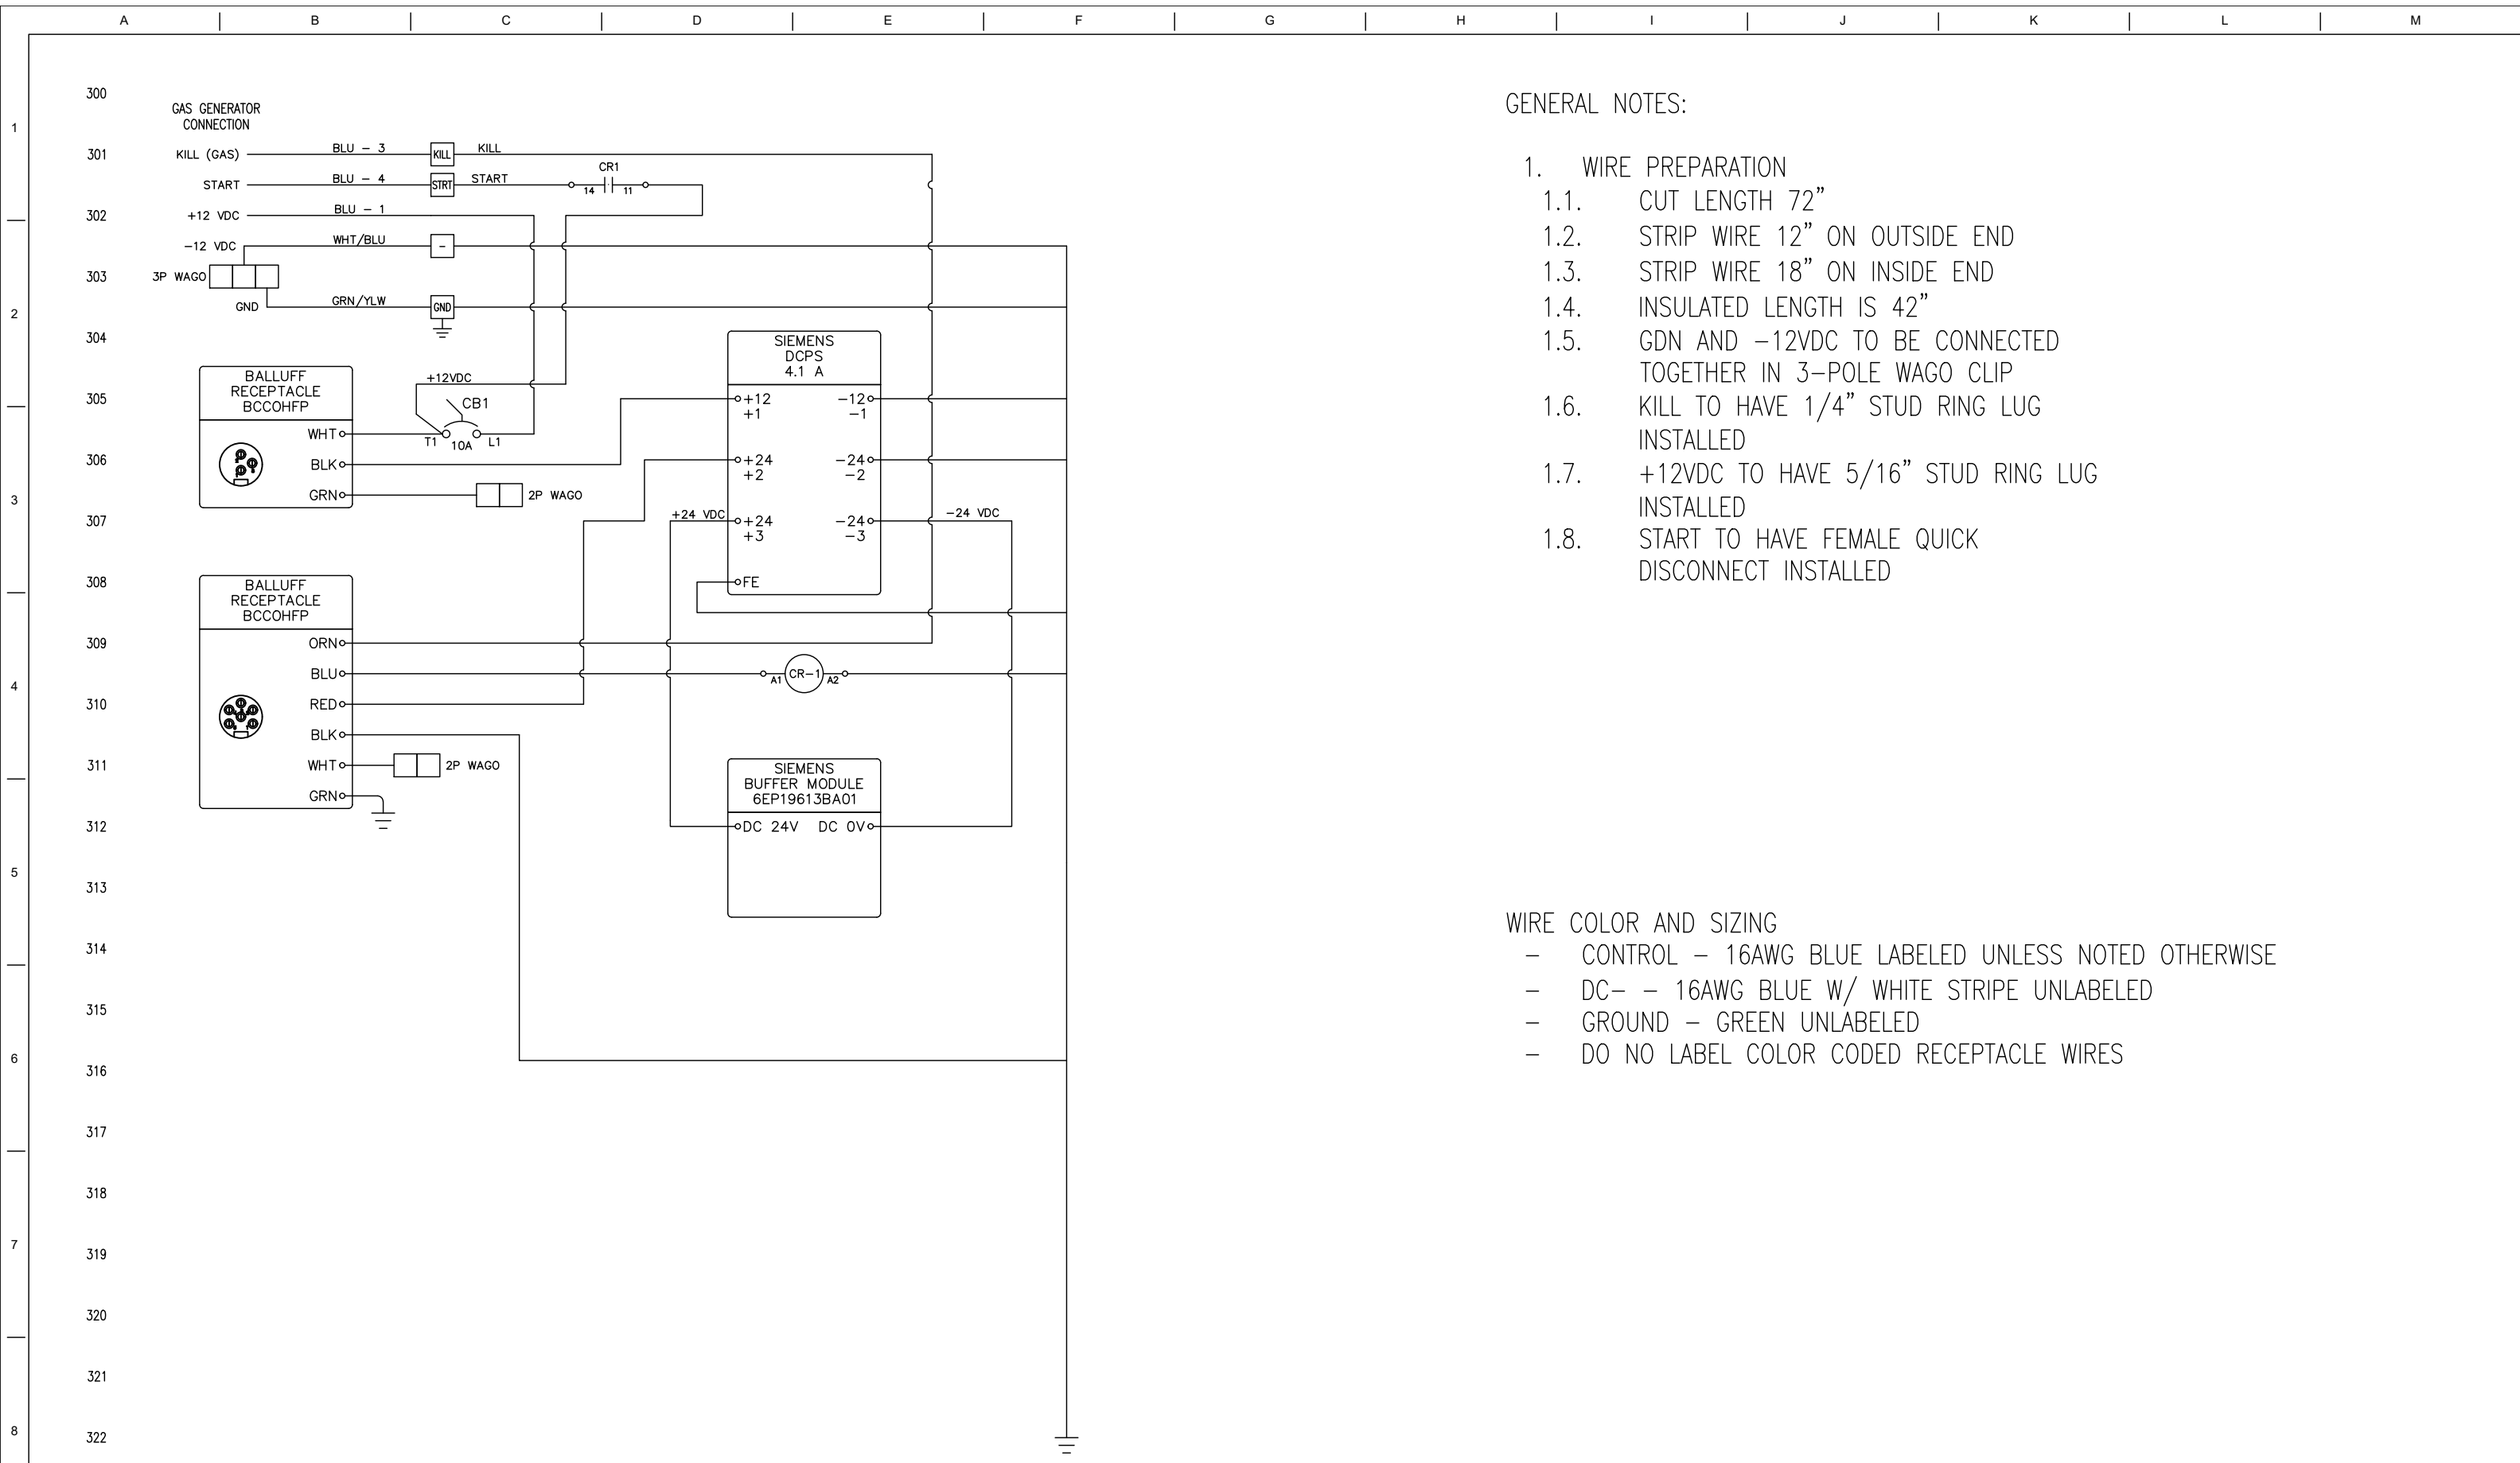 A B C D E F G H I J K L M
1
2
3
4
5
6
7
8
300
301
302
303
304
305
306
307
308
309
310
311
312
313
314
315
316
317
318
319
320
321
322
GAS GENERATOR
CONNECTION
KILL (GAS) BLU - 3 KILL KILL
START BLU - 4 STRT START
CR1
14 11
+12 VDC BLU - 1
-12 VDC WHT/BLU -
3P WAGO
GND GRN/YLW GND
BALLUFF
RECEPTACLE
BCCOHFP
WHT
BLK
GRN
+12VDC
CB1
T1 10A L1
2P WAGO
SIEMENS
DCPS
4.1 A
+12 -12
+1 -1
+24 -24
+2 -2
+24 VDC +24 -24 -24 VDC
+3 -3
FE
BALLUFF
RECEPTACLE
BCCOHFP
ORN
BLU
RED
BLK
WHT
GRN
A1 CR-1 A2
2P WAGO
SIEMENS
BUFFER MODULE
6EP19613BA01
DC 24V DC 0V
GENERAL NOTES:
1. WIRE PREPARATION
1.1. CUT LENGTH 72”
1.2. STRIP WIRE 12” ON OUTSIDE END
1.3. STRIP WIRE 18” ON INSIDE END
1.4. INSULATED LENGTH IS 42”
1.5. GDN AND -12VDC TO BE CONNECTED
TOGETHER IN 3-POLE WAGO CLIP
1.6. KILL TO HAVE 1/4” STUD RING LUG
INSTALLED
1.7. +12VDC TO HAVE 5/16” STUD RING LUG
INSTALLED
1.8. START TO HAVE FEMALE QUICK
DISCONNECT INSTALLED
WIRE COLOR AND SIZING
- CONTROL - 16AWG BLUE LABELED UNLESS NOTED OTHERWISE
- DC- - 16AWG BLUE W/ WHITE STRIPE UNLABELED
- GROUND - GREEN UNLABELED
- DO NO LABEL COLOR CODED RECEPTACLE WIRES